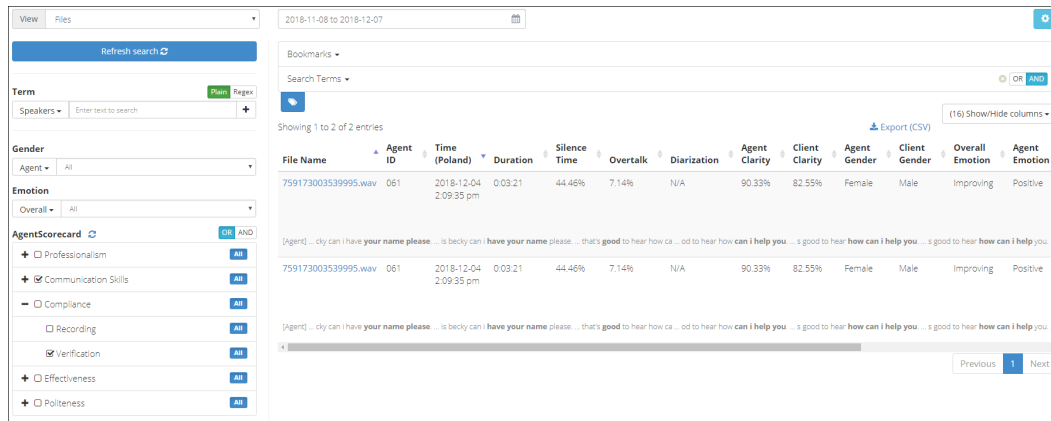 View Files
2018-11-08 to 2018-12-07
Refresh search
Bookmarks
Search Terms
OR AND
Term
Plain Regex
Speakers Enter text to search +
(16) Show/Hide columns
Showing 1 to 2 of 2 entries
Export (CSV)
Gender
Agent All
Emotion
Overall All
AgentScorecard
OR AND
Professionalism All
Communication Skills All
Compliance All
Recording All
Verification All
Effectiveness All
Politeness All
File Name Agent ID Time (Poland) Duration Silence Time Overtalk Diarization Agent Clarity Client Clarity Agent Gender Client Gender Overall Emotion Agent Emotion
759173003539995.wav 061 2018-12-04 2:09:35 pm 0:03:21 44.46% 7.14% N/A 90.33% 82.55% Female Male Improving Positive
[Agent] ... cky can i have your name please. ... is becky can i have your name please. ... that's good to hear how ca ... od to hear how can i help you. ... s good to hear how can i help you. ... s good to hear how can i help you.
759173003539995.wav 061 2018-12-04 2:09:35 pm 0:03:21 44.46% 7.14% N/A 90.33% 82.55% Female Male Improving Positive
[Agent] ... cky can i have your name please. ... is becky can i have your name please. ... that's good to hear how ca ... od to hear how can i help you. ... s good to hear how can i help you. ... s good to hear how can i help you.
Previous 1 Next